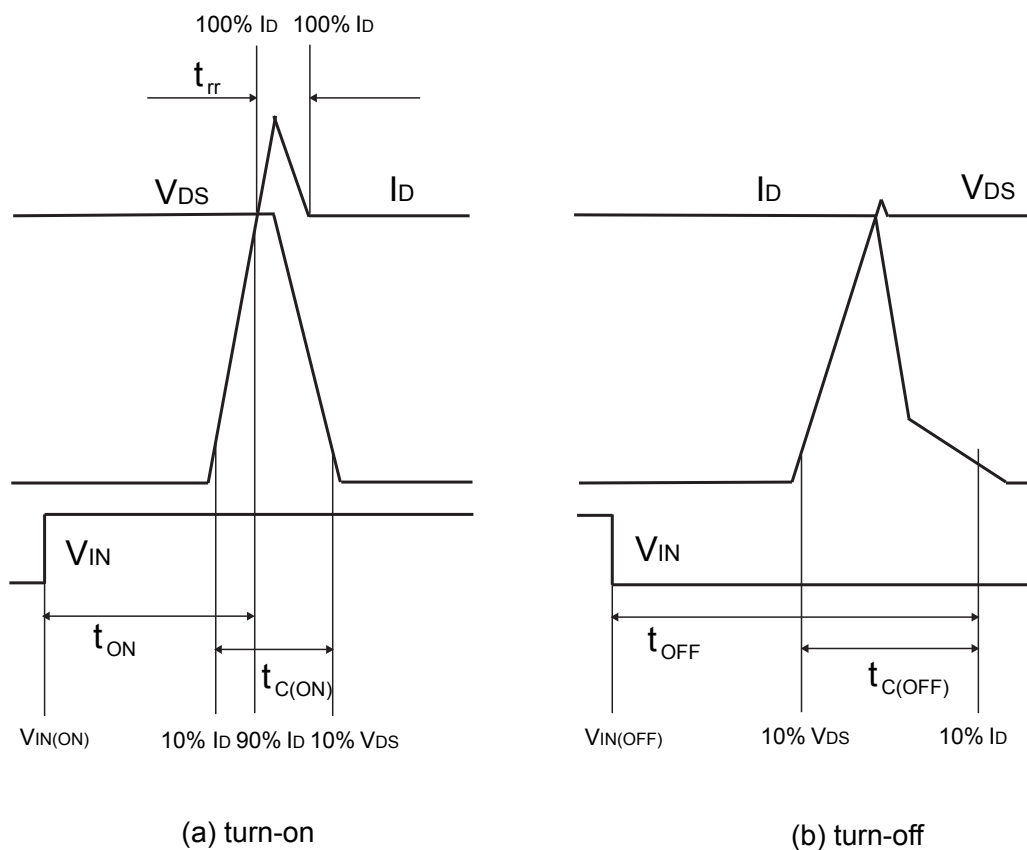 100% ID 100% ID
trr
VDS ID
VIN
tON
tC(ON)
VIN(ON) 10% ID 90% ID 10% VDS
(a) turn-on
ID VDS
VIN
tOFF
tC(OFF)
VIN(OFF) 10% VDS 10% ID
(b) turn-off